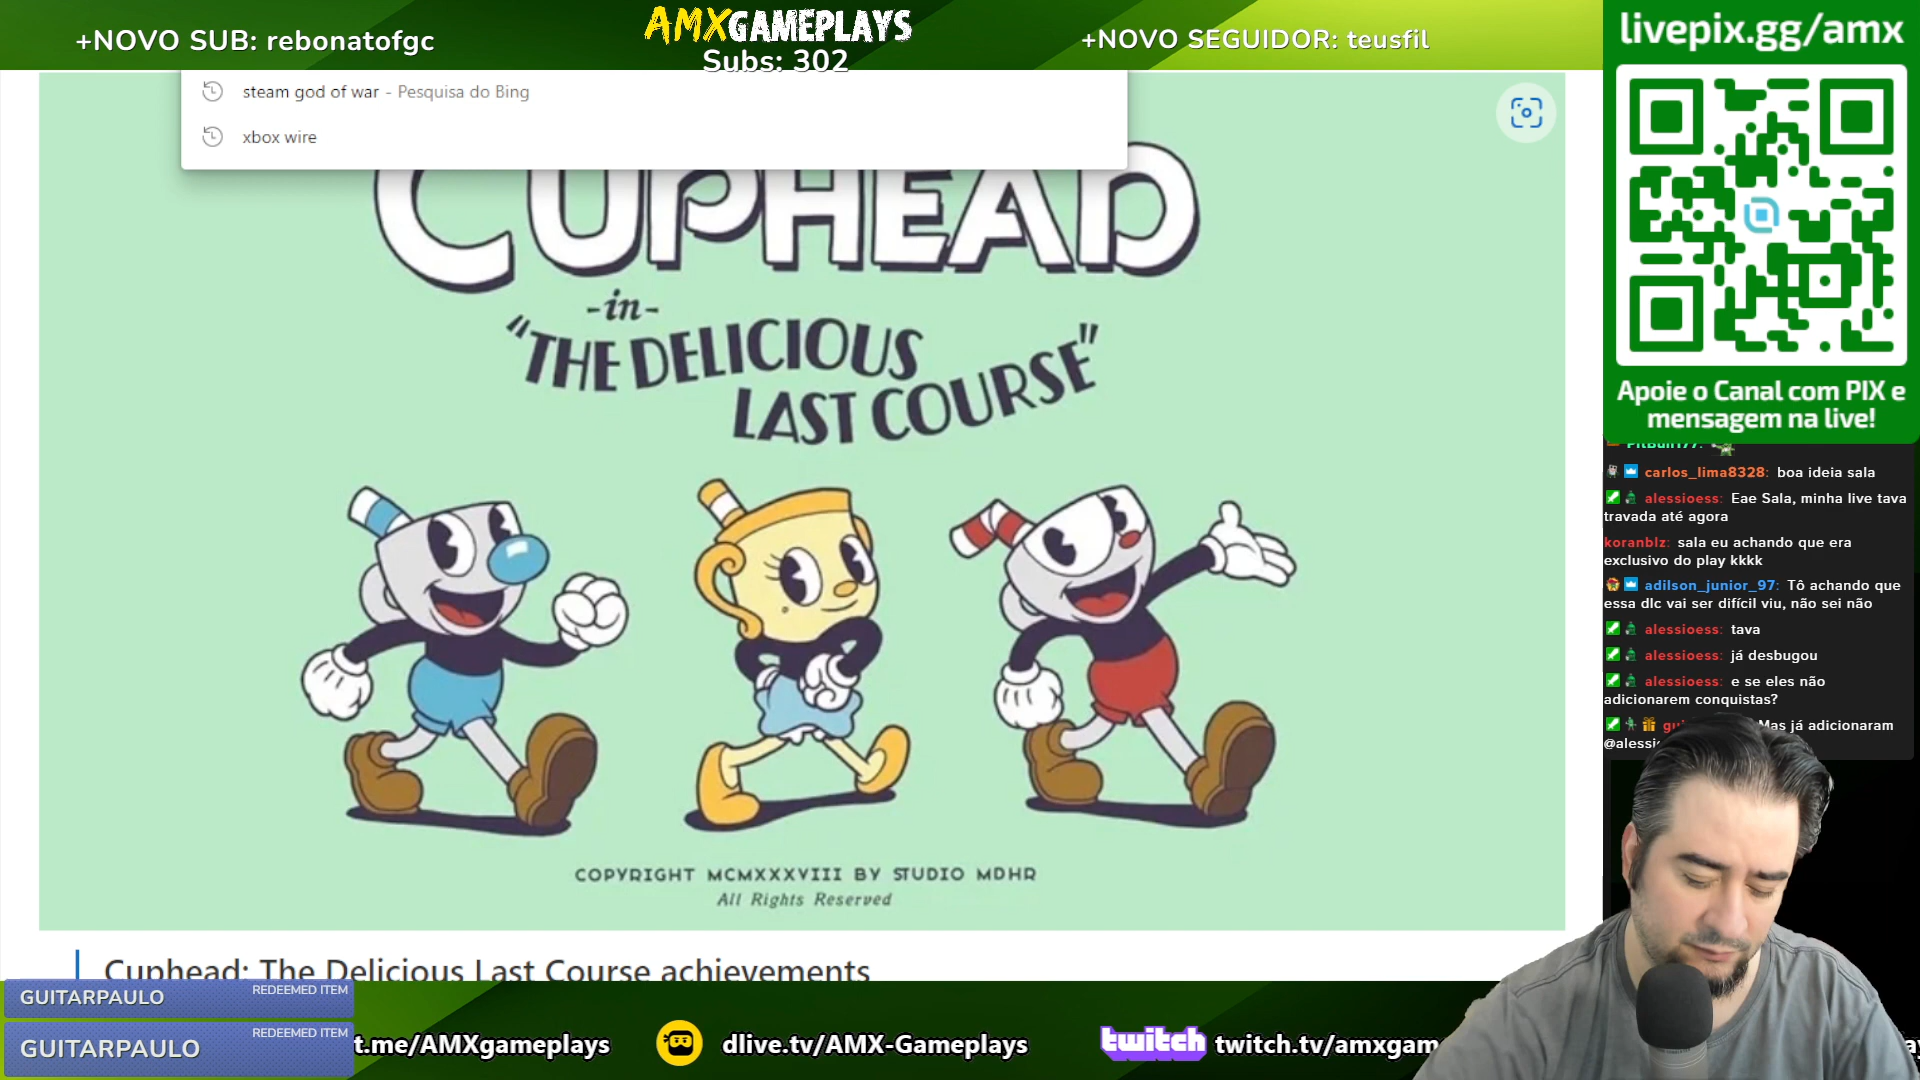 +NOVO SUB: rebonatofgc
AMXGAMEPLAYS
Subs: 302
+NOVO SEGUIDOR: teusfil
livepix.gg/amx
steam god of war - Pesquisa do Bing
xbox wire
CUPHEAD
-in-
"THE DELICIOUS
LAST COURSE"
COPYRIGHT MCMXXXVIII BY STUDIO MDHR
All Rights Reserved
Cuphead: The Delicious Last Course achievements
Apoie o Canal com PIX e
mensagem na live!
carlos_lima8328: boa ideia sala
alessioess: Eae Sala, minha live tava
travada até agora
koranblz: sala eu achando que era
exclusivo do play kkkk
adilson_junior_97: Tô achando que
essa dlc vai ser difícil viu, não sei não
alessioess: tava
alessioess: já desbugou
alessioess: e se eles não
adicionarem conquistas?
Mas já adicionaram
@alessi
GUITARPAULO REDEEMED ITEM
GUITARPAULO REDEEMED ITEM
t.me/AMXgameplays
dlive.tv/AMX-Gameplays
twitch twitch.tv/amxgam